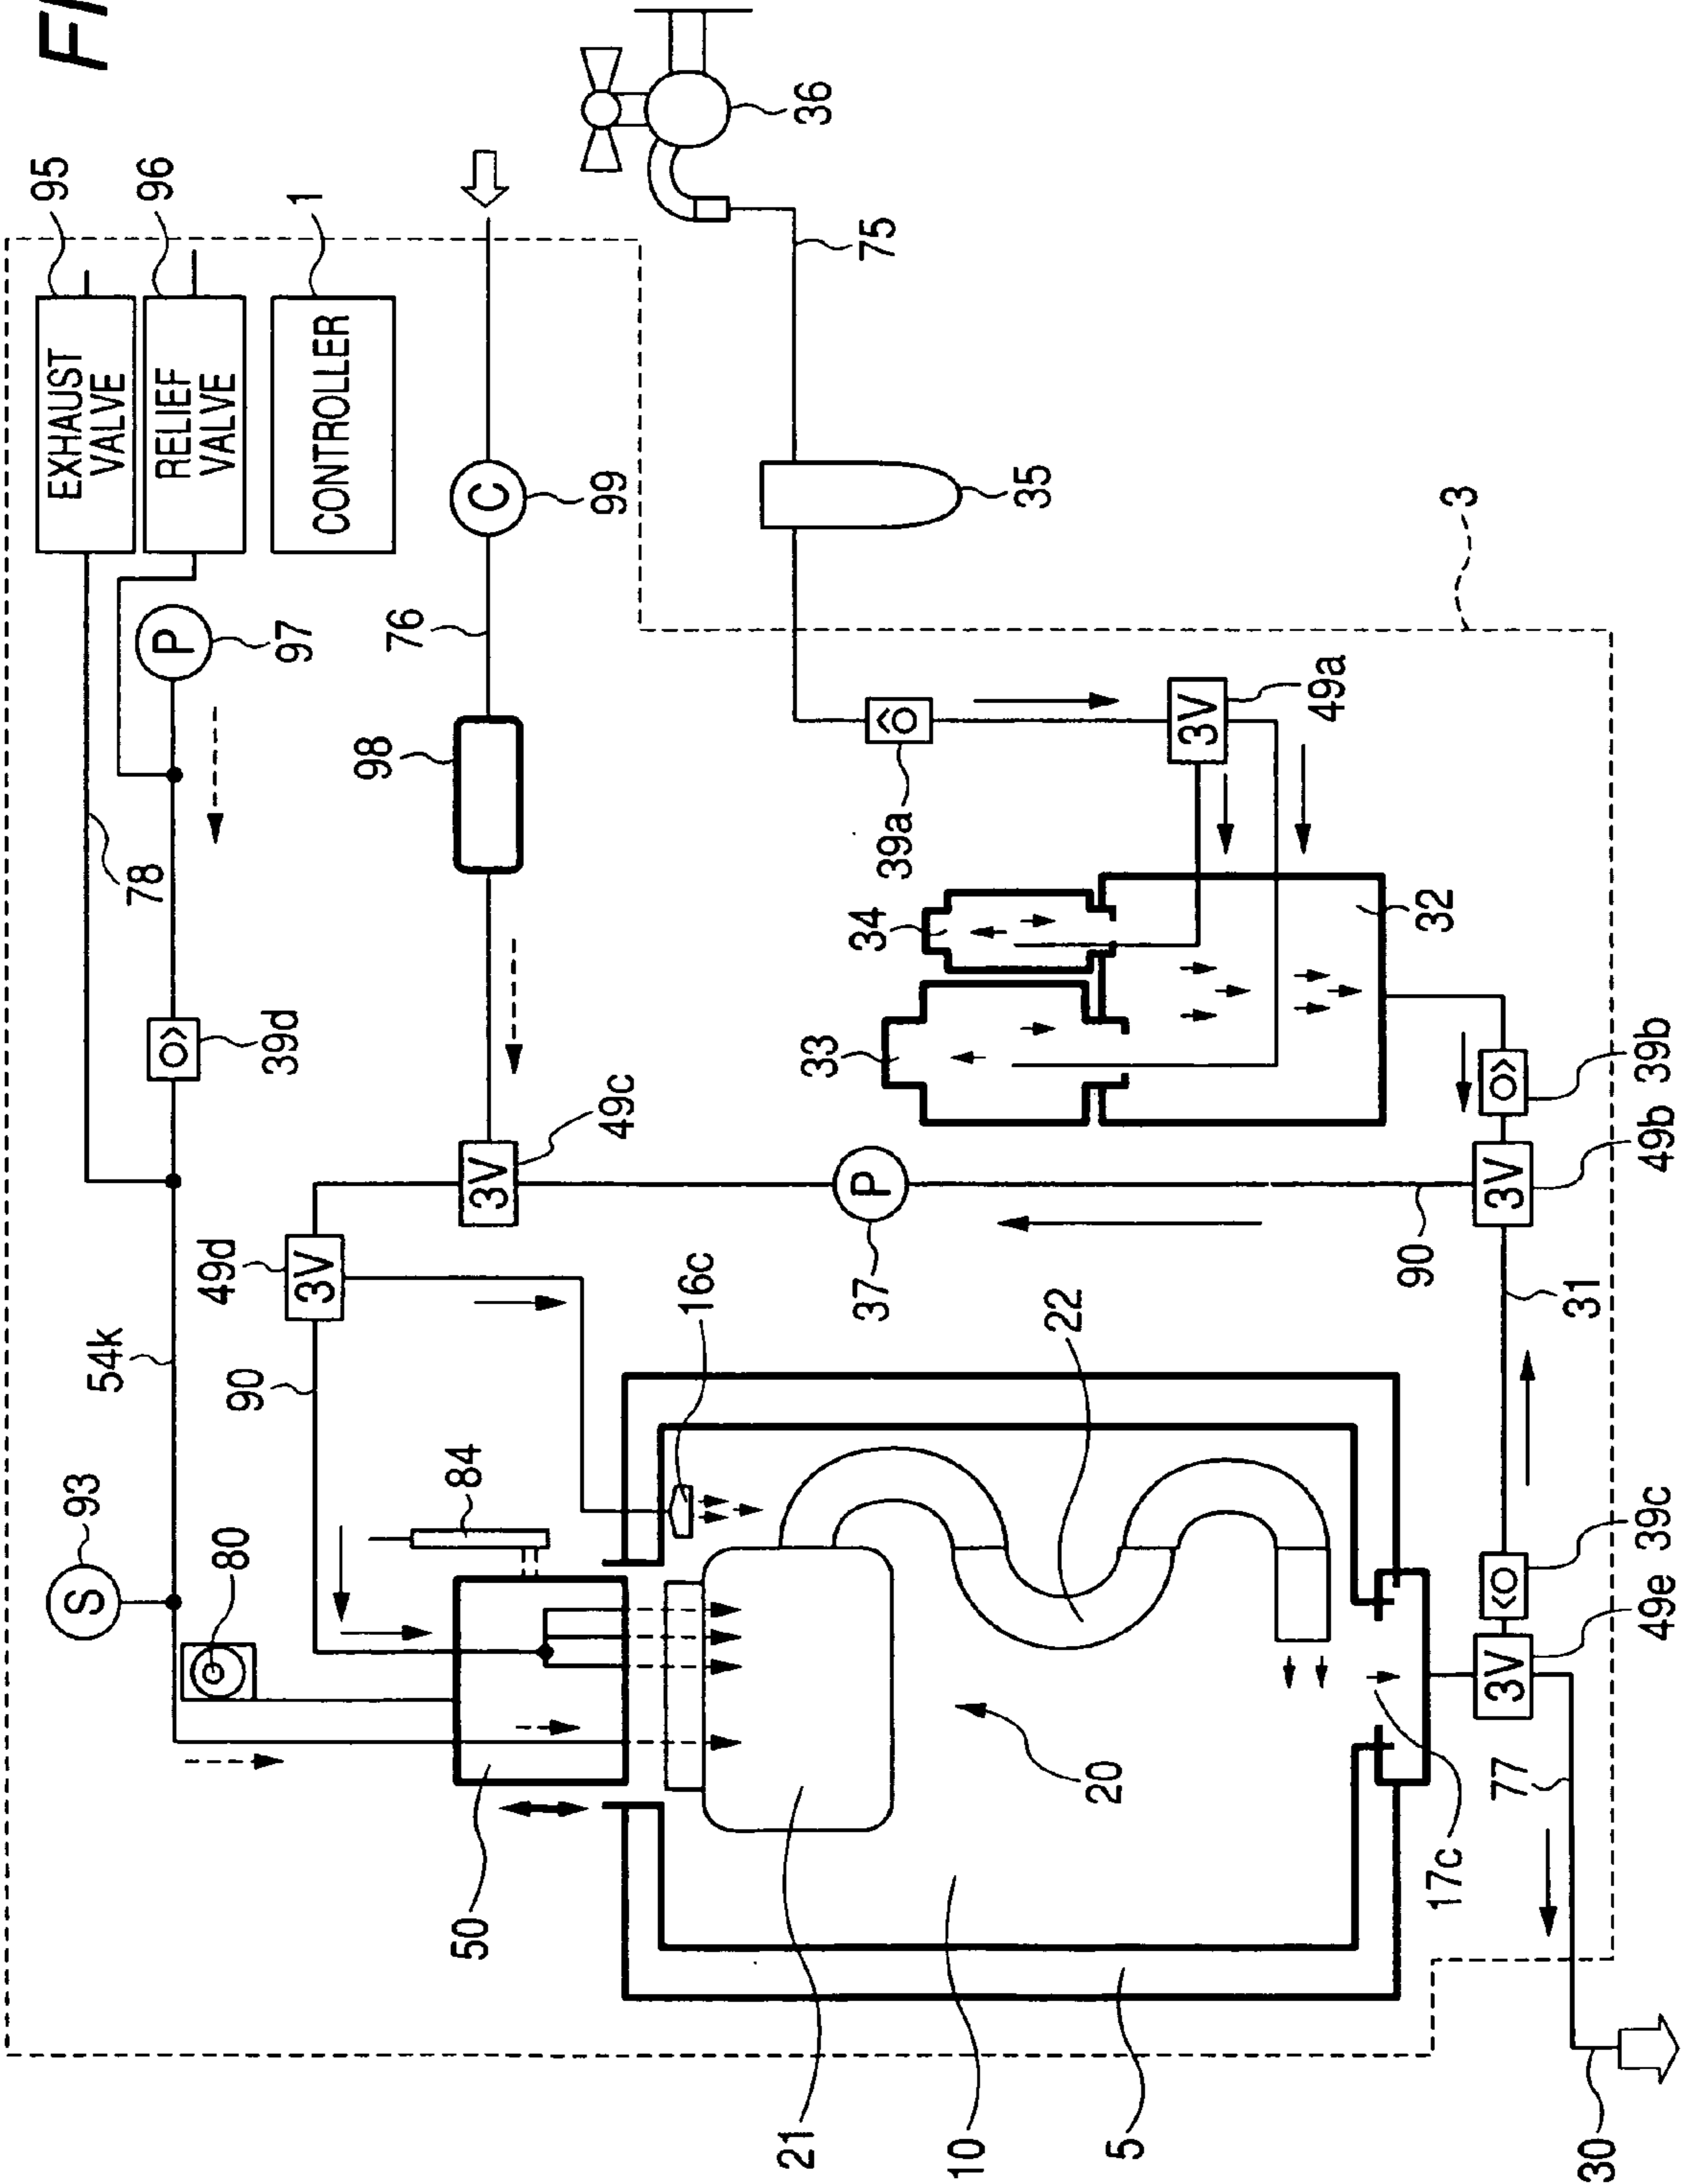 FI
95
EXHAUST
VALVE
96
RELIEF
VALVE
1
CONTROLLER
36
75
35
3
C
99
76
98
P
97
78
O
39d
49c
3V
54k
90
49d
3V
93
S
80
84
16c
P
37
90
22
39a
O
49a
3V
34
33
32
O
39b
3V
49b
31
O
39c
3V
49e
77
30
50
20
17c
21
10
5